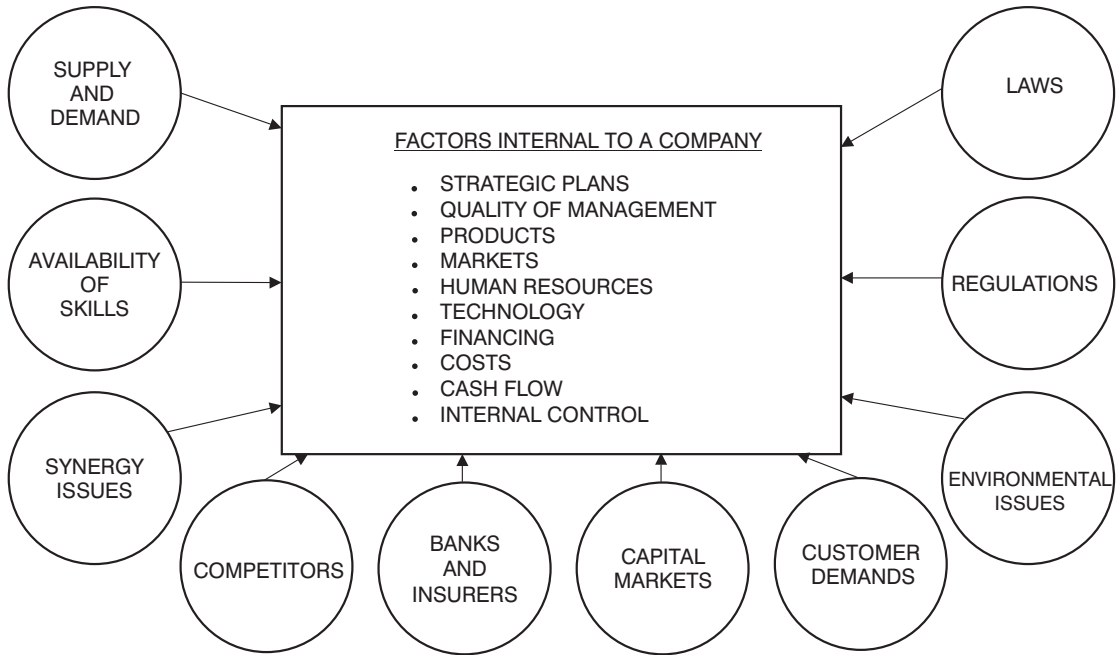 SUPPLY
AND
DEMAND
LAWS
FACTORS INTERNAL TO A COMPANY
• STRATEGIC PLANS
• QUALITY OF MANAGEMENT
• PRODUCTS
• MARKETS
• HUMAN RESOURCES
• TECHNOLOGY
• FINANCING
• COSTS
• CASH FLOW
• INTERNAL CONTROL
AVAILABILITY
OF
SKILLS
REGULATIONS
SYNERGY
ISSUES
ENVIRONMENTAL
ISSUES
COMPETITORS
BANKS
AND
INSURERS
CAPITAL
MARKETS
CUSTOMER
DEMANDS